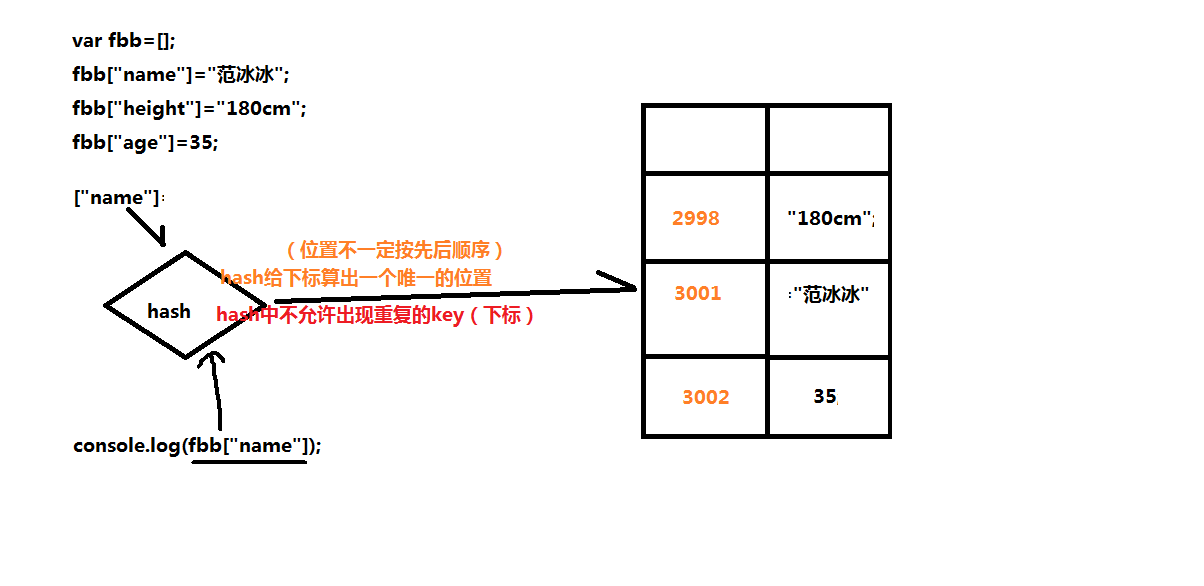 var fbb=[];
fbb["name"]="范冰冰";
fbb["height"]="180cm";
fbb["age"]=35;
["name"]:
（位置不一定按先后顺序）
hash给下标算出一个唯一的位置
hash
hash中不允许出现重复的key（下标）
console.log(fbb["name"]);
2998 "180cm";
3001 ="范冰冰"
3002 35